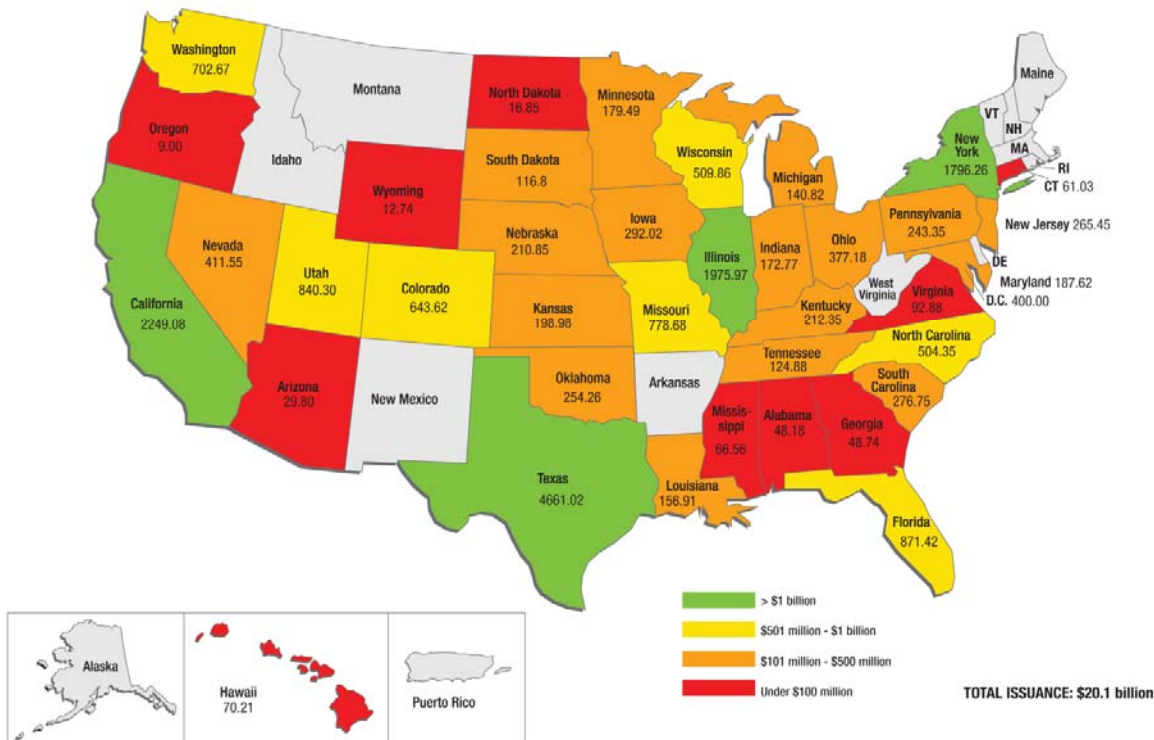 Washington
702.67
Montana
North Dakota
16.85
Minnesota
179.49
Maine
Oregon
9.00
Idaho
VT
NH
MA
New
York
1796.26
RI
CT 61.03
South Dakota
116.8
Wisconsin
509.86
Michigan
140.82
Wyoming
12.74
Iowa
292.02
Pennsylvania
243.35
New Jersey 265.45
Nebraska
210.85
Nevada
411.55
Utah
840.30
Colorado
643.62
Illinois
1975.97
Indiana
172.77
Ohio
377.18
DE
West
Virginia
Maryland 187.62
D.C. 400.00
Virginia
92.88
California
2249.08
Kansas
198.98
Missouri
778.68
Kentucky
212.35
North Carolina
504.35
Tennessee
124.88
South
Carolina
276.75
Arizona
29.80
New Mexico
Oklahoma
254.26
Arkansas
Missis-
sippi
66.56
Alabama
48.18
Georgia
48.74
Texas
4661.02
Louisiana
156.91
Florida
871.42
> $1 billion
$501 million - $1 billion
$101 million - $500 million
Under $100 million
Alaska
Hawaii
70.21
Puerto Rico
TOTAL ISSUANCE: $20.1 billion